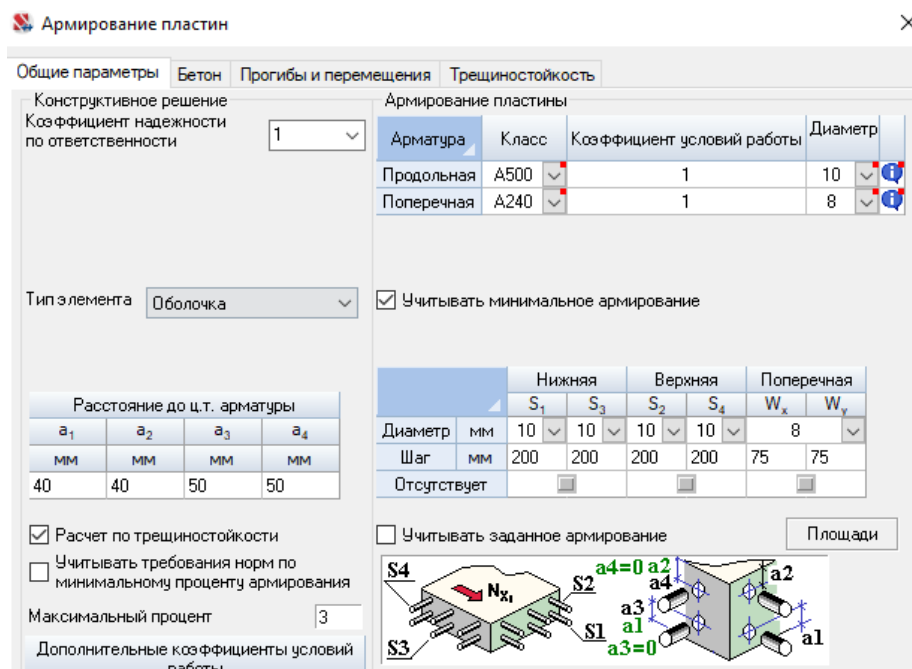 Армирование пластин
Общие параметры Бетон Прогибы и перемещения Трещиностойкость
Конструктивное решение
Коэффициент надежности
по ответственности
1
Тип элемента Оболочка
Расстояние до ц.т. арматуры
a1 a2 a3 a4
мм мм мм мм
40 40 50 50
Расчет по трещиностойкости
Учитывать требования норм по
минимальному проценту армирования
Максимальный процент 3
Дополнительные коэффициенты условий
работы
Армирование пластины
Арматура Класс Коэффициент условий работы Диаметр
Продольная A500 1 10
Поперечная A240 1 8
Учитывать минимальное армирование
Нижняя Верхняя Поперечная
S1 S3 S2 S4 Wx Wy
Диаметр мм 10 10 10 10 8
Шаг мм 200 200 200 200 75 75
Отсутствует
Учитывать заданное армирование Площади
S4 Nx1 S2 S3 S1
a4=0 a2 a4 a2
a3 a1 a3=0 a1